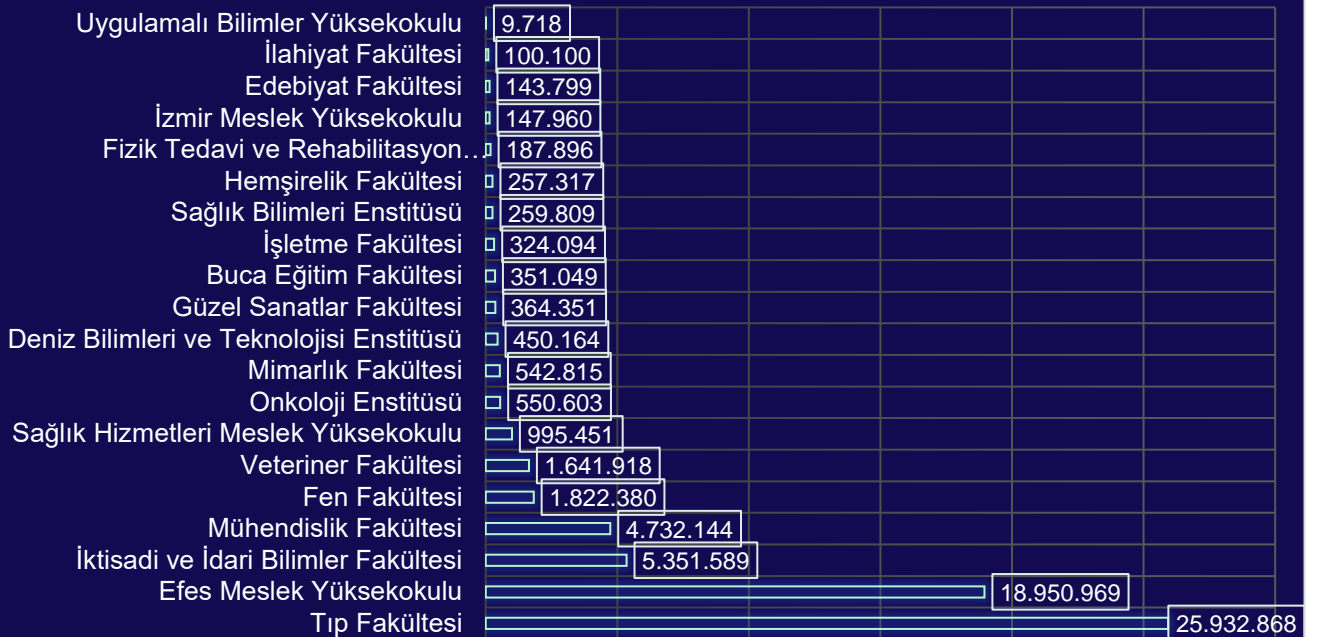 Uygulamalı Bilimler Yüksekokulu 9.718
İlahiyat Fakültesi 100.100
Edebiyat Fakültesi 143.799
İzmir Meslek Yüksekokulu 147.960
Fizik Tedavi ve Rehabilitasyon… 187.896
Hemşirelik Fakültesi 257.317
Sağlık Bilimleri Enstitüsü 259.809
İşletme Fakültesi 324.094
Buca Eğitim Fakültesi 351.049
Güzel Sanatlar Fakültesi 364.351
Deniz Bilimleri ve Teknolojisi Enstitüsü 450.164
Mimarlık Fakültesi 542.815
Onkoloji Enstitüsü 550.603
Sağlık Hizmetleri Meslek Yüksekokulu 995.451
Veteriner Fakültesi 1.641.918
Fen Fakültesi 1.822.380
Mühendislik Fakültesi 4.732.144
İktisadi ve İdari Bilimler Fakültesi 5.351.589
Efes Meslek Yüksekokulu 18.950.969
Tıp Fakültesi 25.932.868